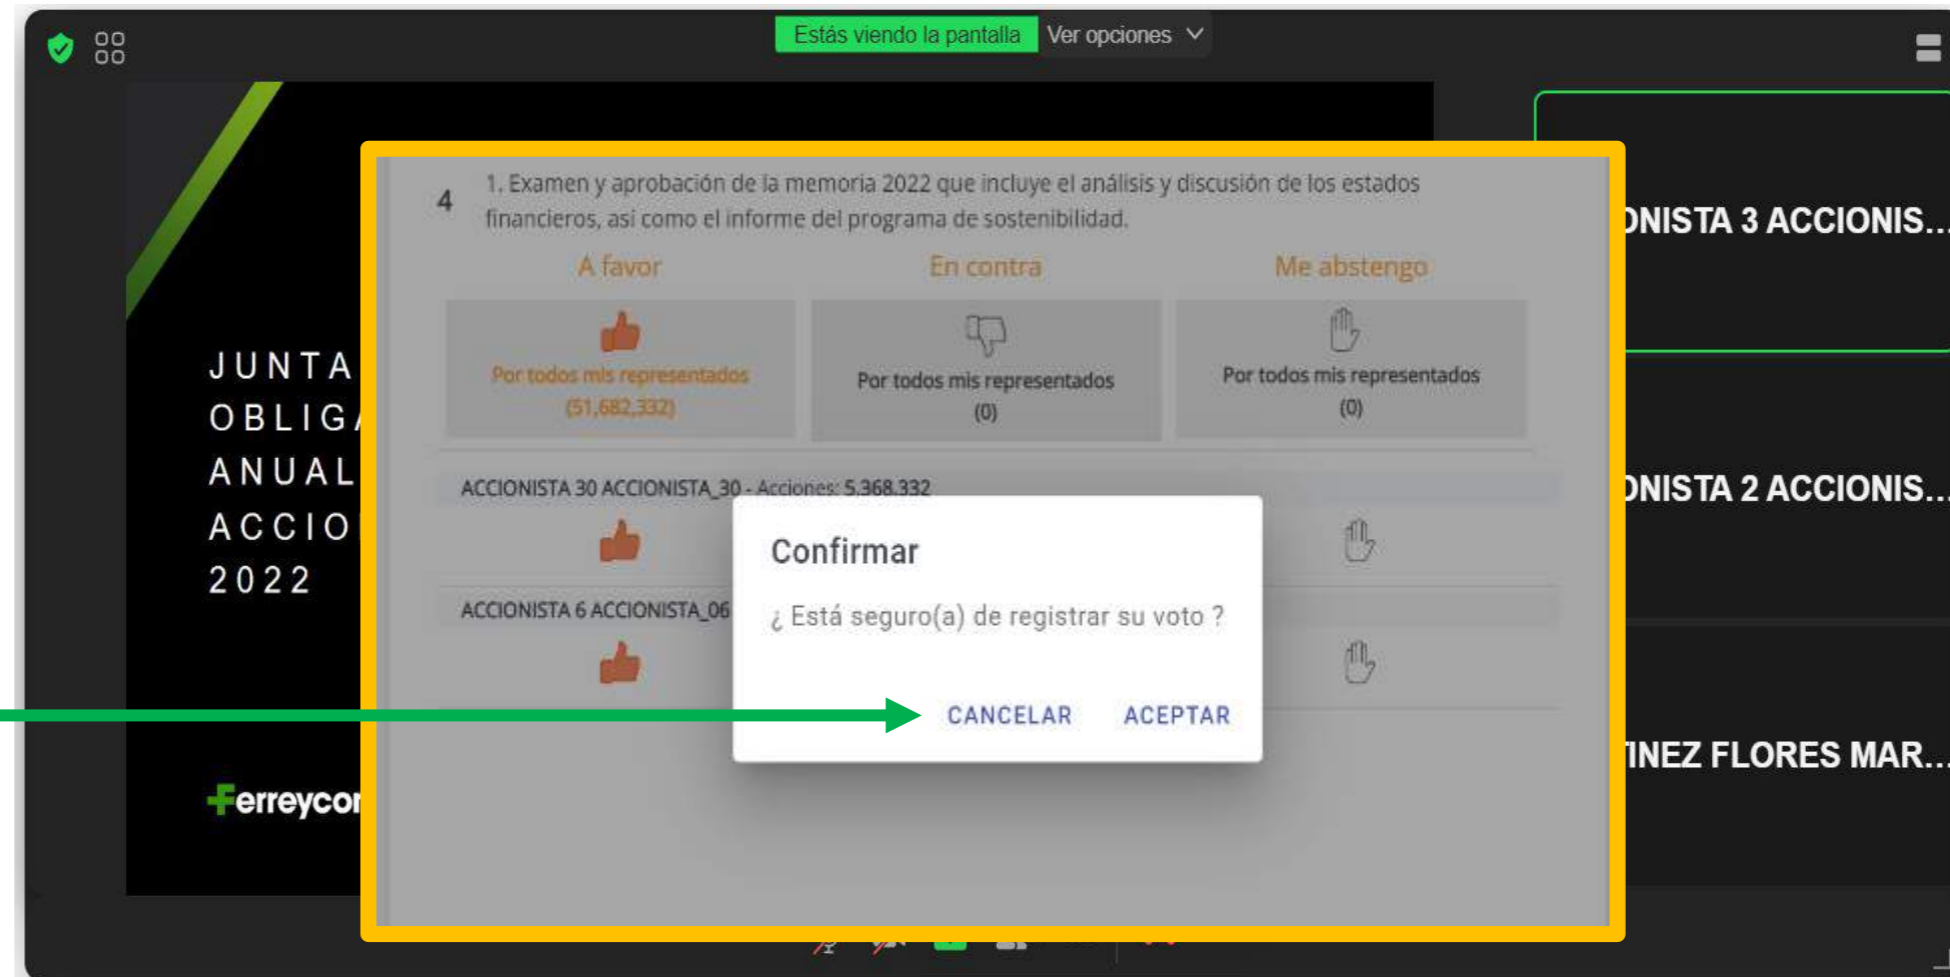 Estás viendo la pantalla Ver opciones
4
1. Examen y aprobación de la memoria 2022 que incluye el análisis y discusión de los estados
financieros, así como el informe del programa de sostenibilidad.
A favor En contra Me abstengo
Por todos mis representados
(51,682,332)
Por todos mis representados
(0)
Por todos mis representados
(0)
ACCIONISTA 30 ACCIONISTA_30 - Acciones: 5,368,332
ACCIONISTA 6 ACCIONISTA_06
Confirmar
¿ Está seguro(a) de registrar su voto ?
CANCELAR ACEPTAR
JUNTA
OBLIGA
ANUAL
ACCIO
2022
Ferreycor
ONISTA 3 ACCIONIS...
ONISTA 2 ACCIONIS...
TINEZ FLORES MAR...